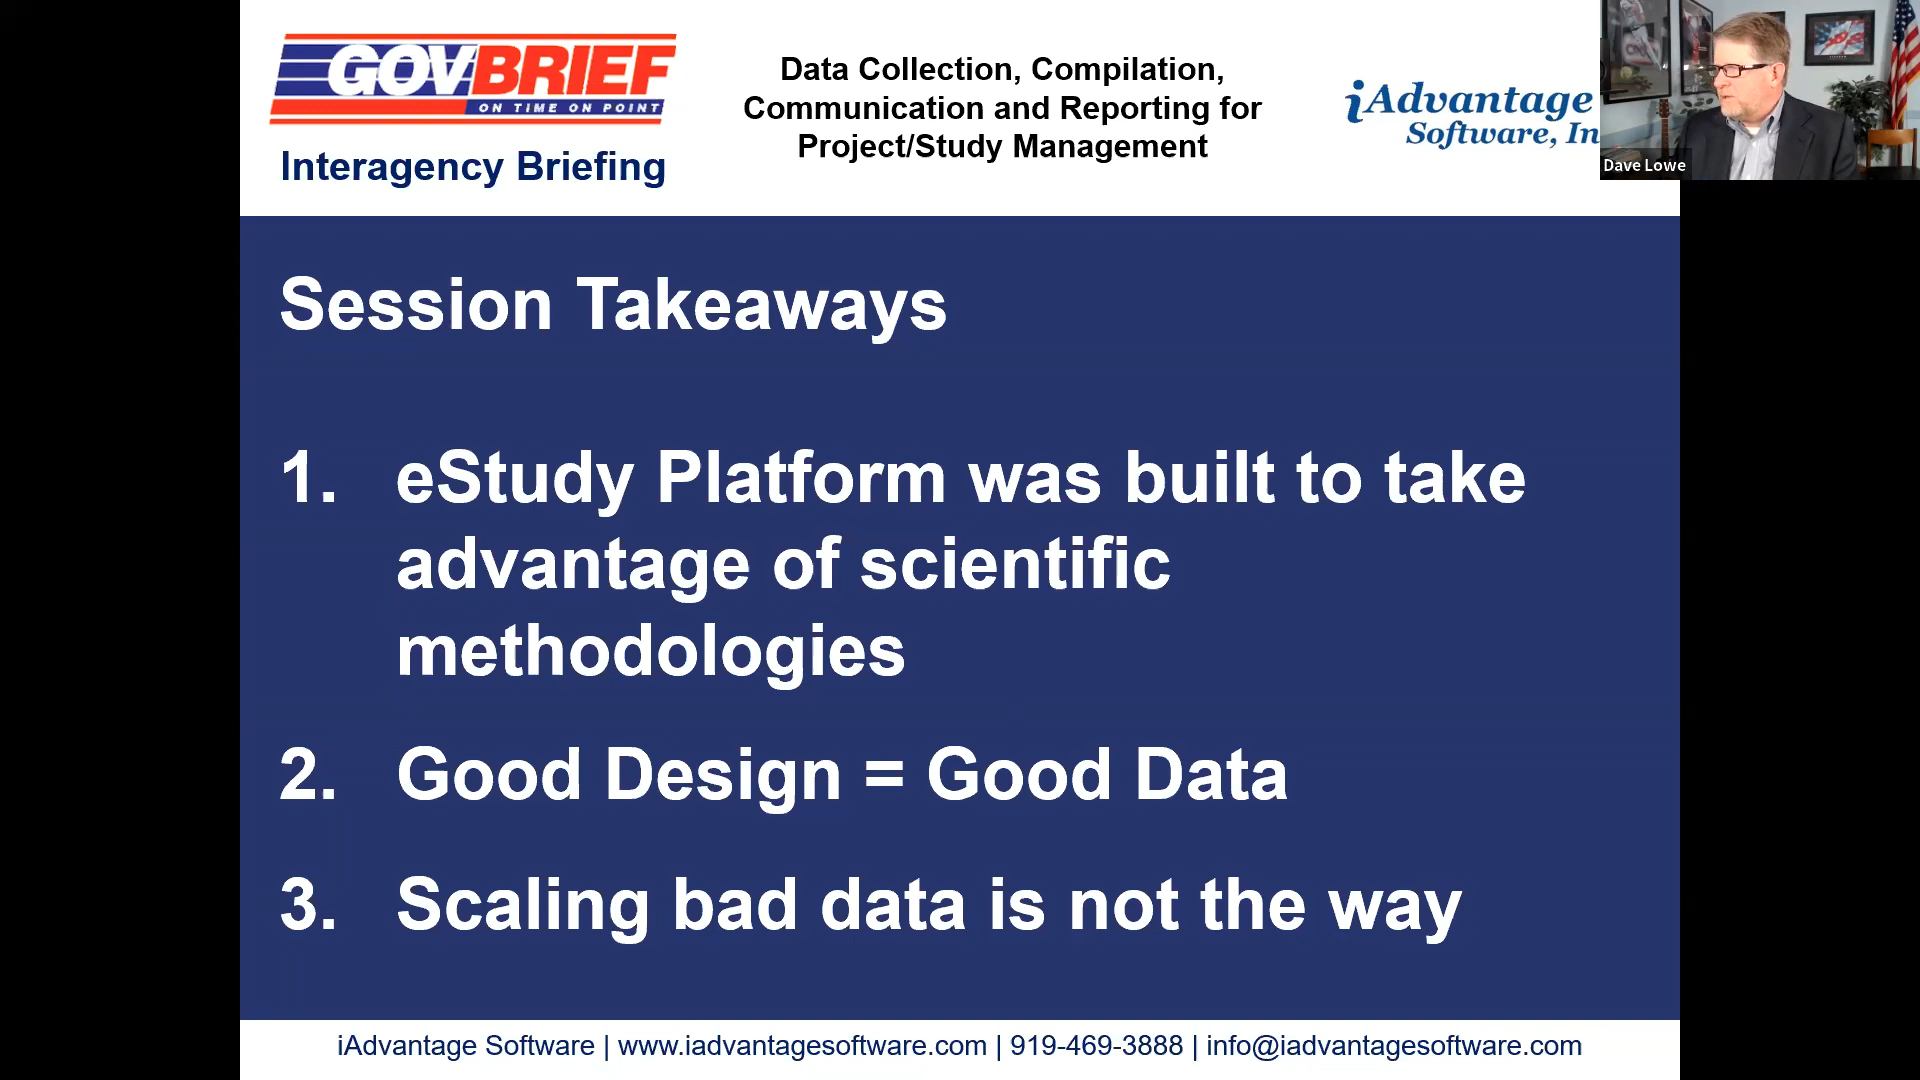 GOVBRIEF
ON TIME ON POINT
Interagency Briefing
Data Collection, Compilation,
Communication and Reporting for
Project/Study Management
iAdvantage
Software, In
Dave Lowe
Session Takeaways
1. eStudy Platform was built to take
advantage of scientific
methodologies
2. Good Design = Good Data
3. Scaling bad data is not the way
iAdvantage Software | www.iadvantagesoftware.com | 919-469-3888 | info@iadvantagesoftware.com